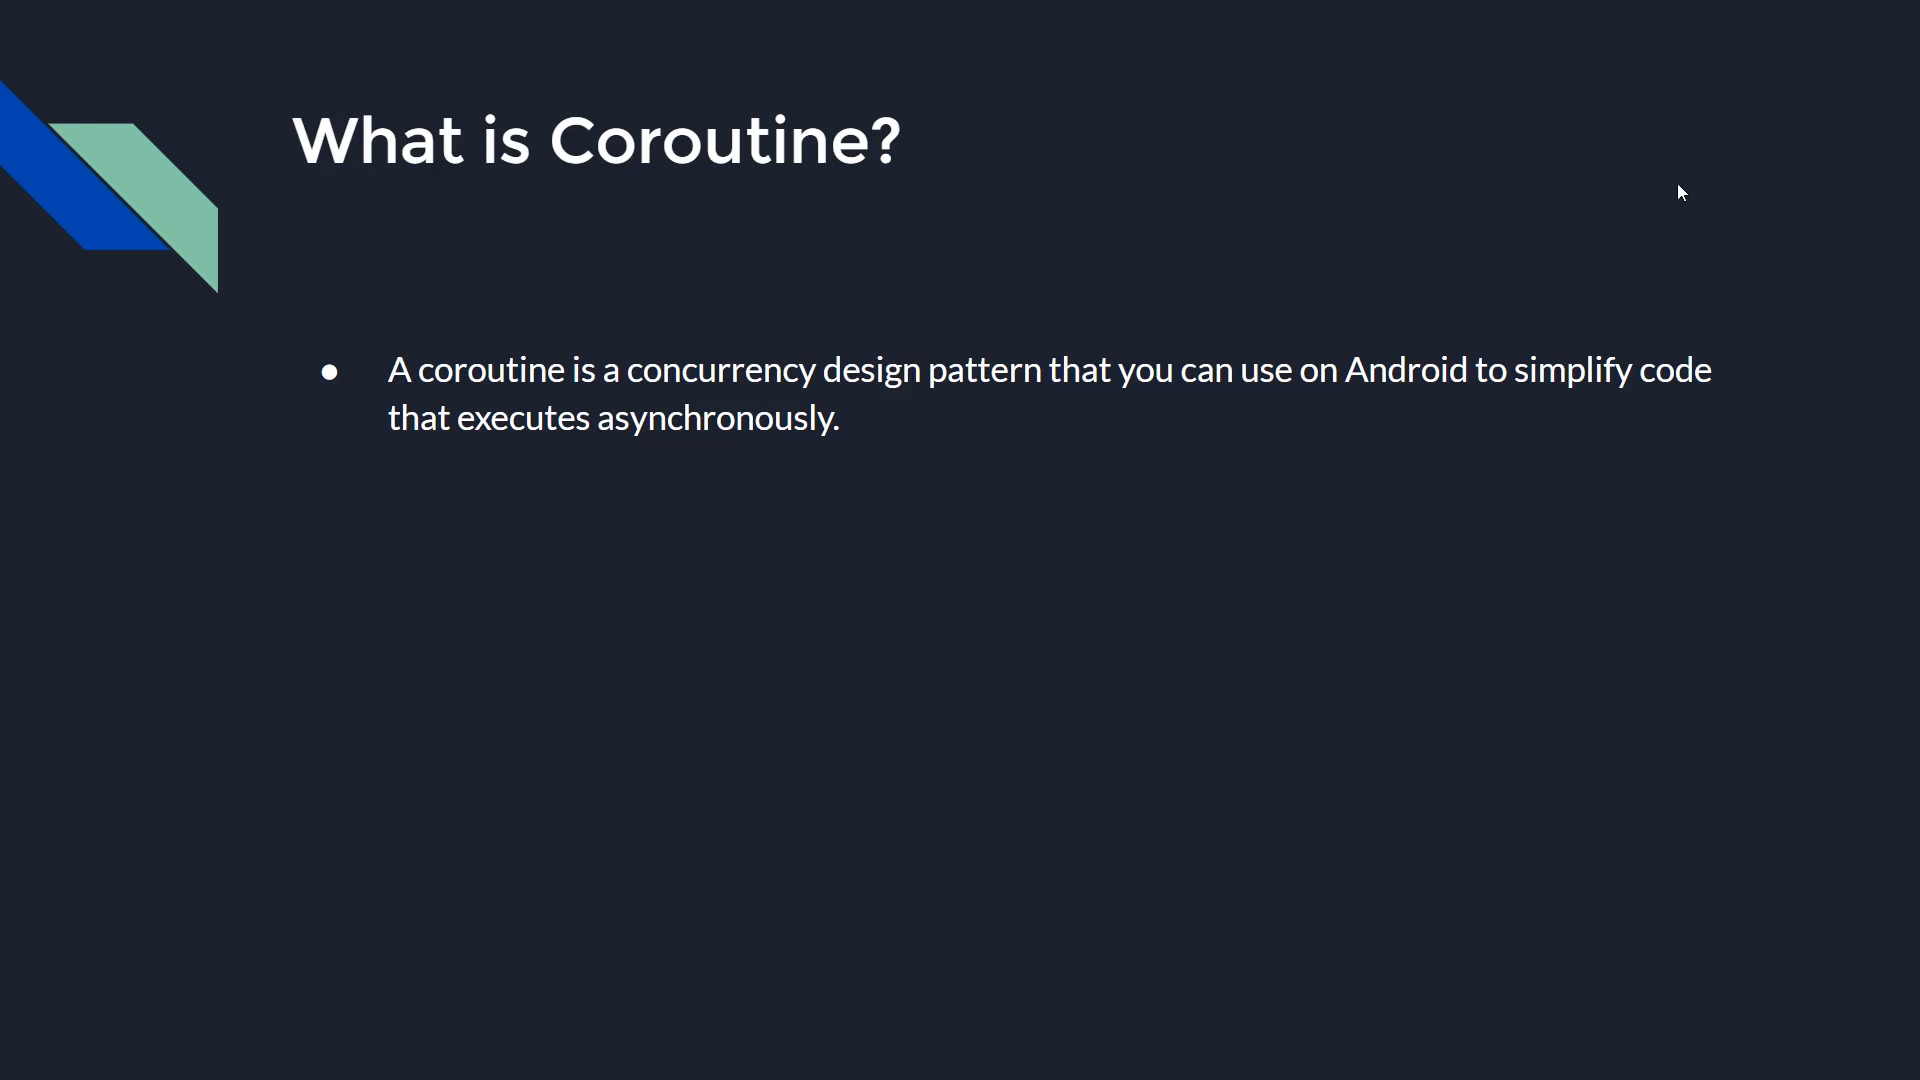 What is Coroutine?
● A coroutine is a concurrency design pattern that you can use on Android to simplify code
that executes asynchronously.